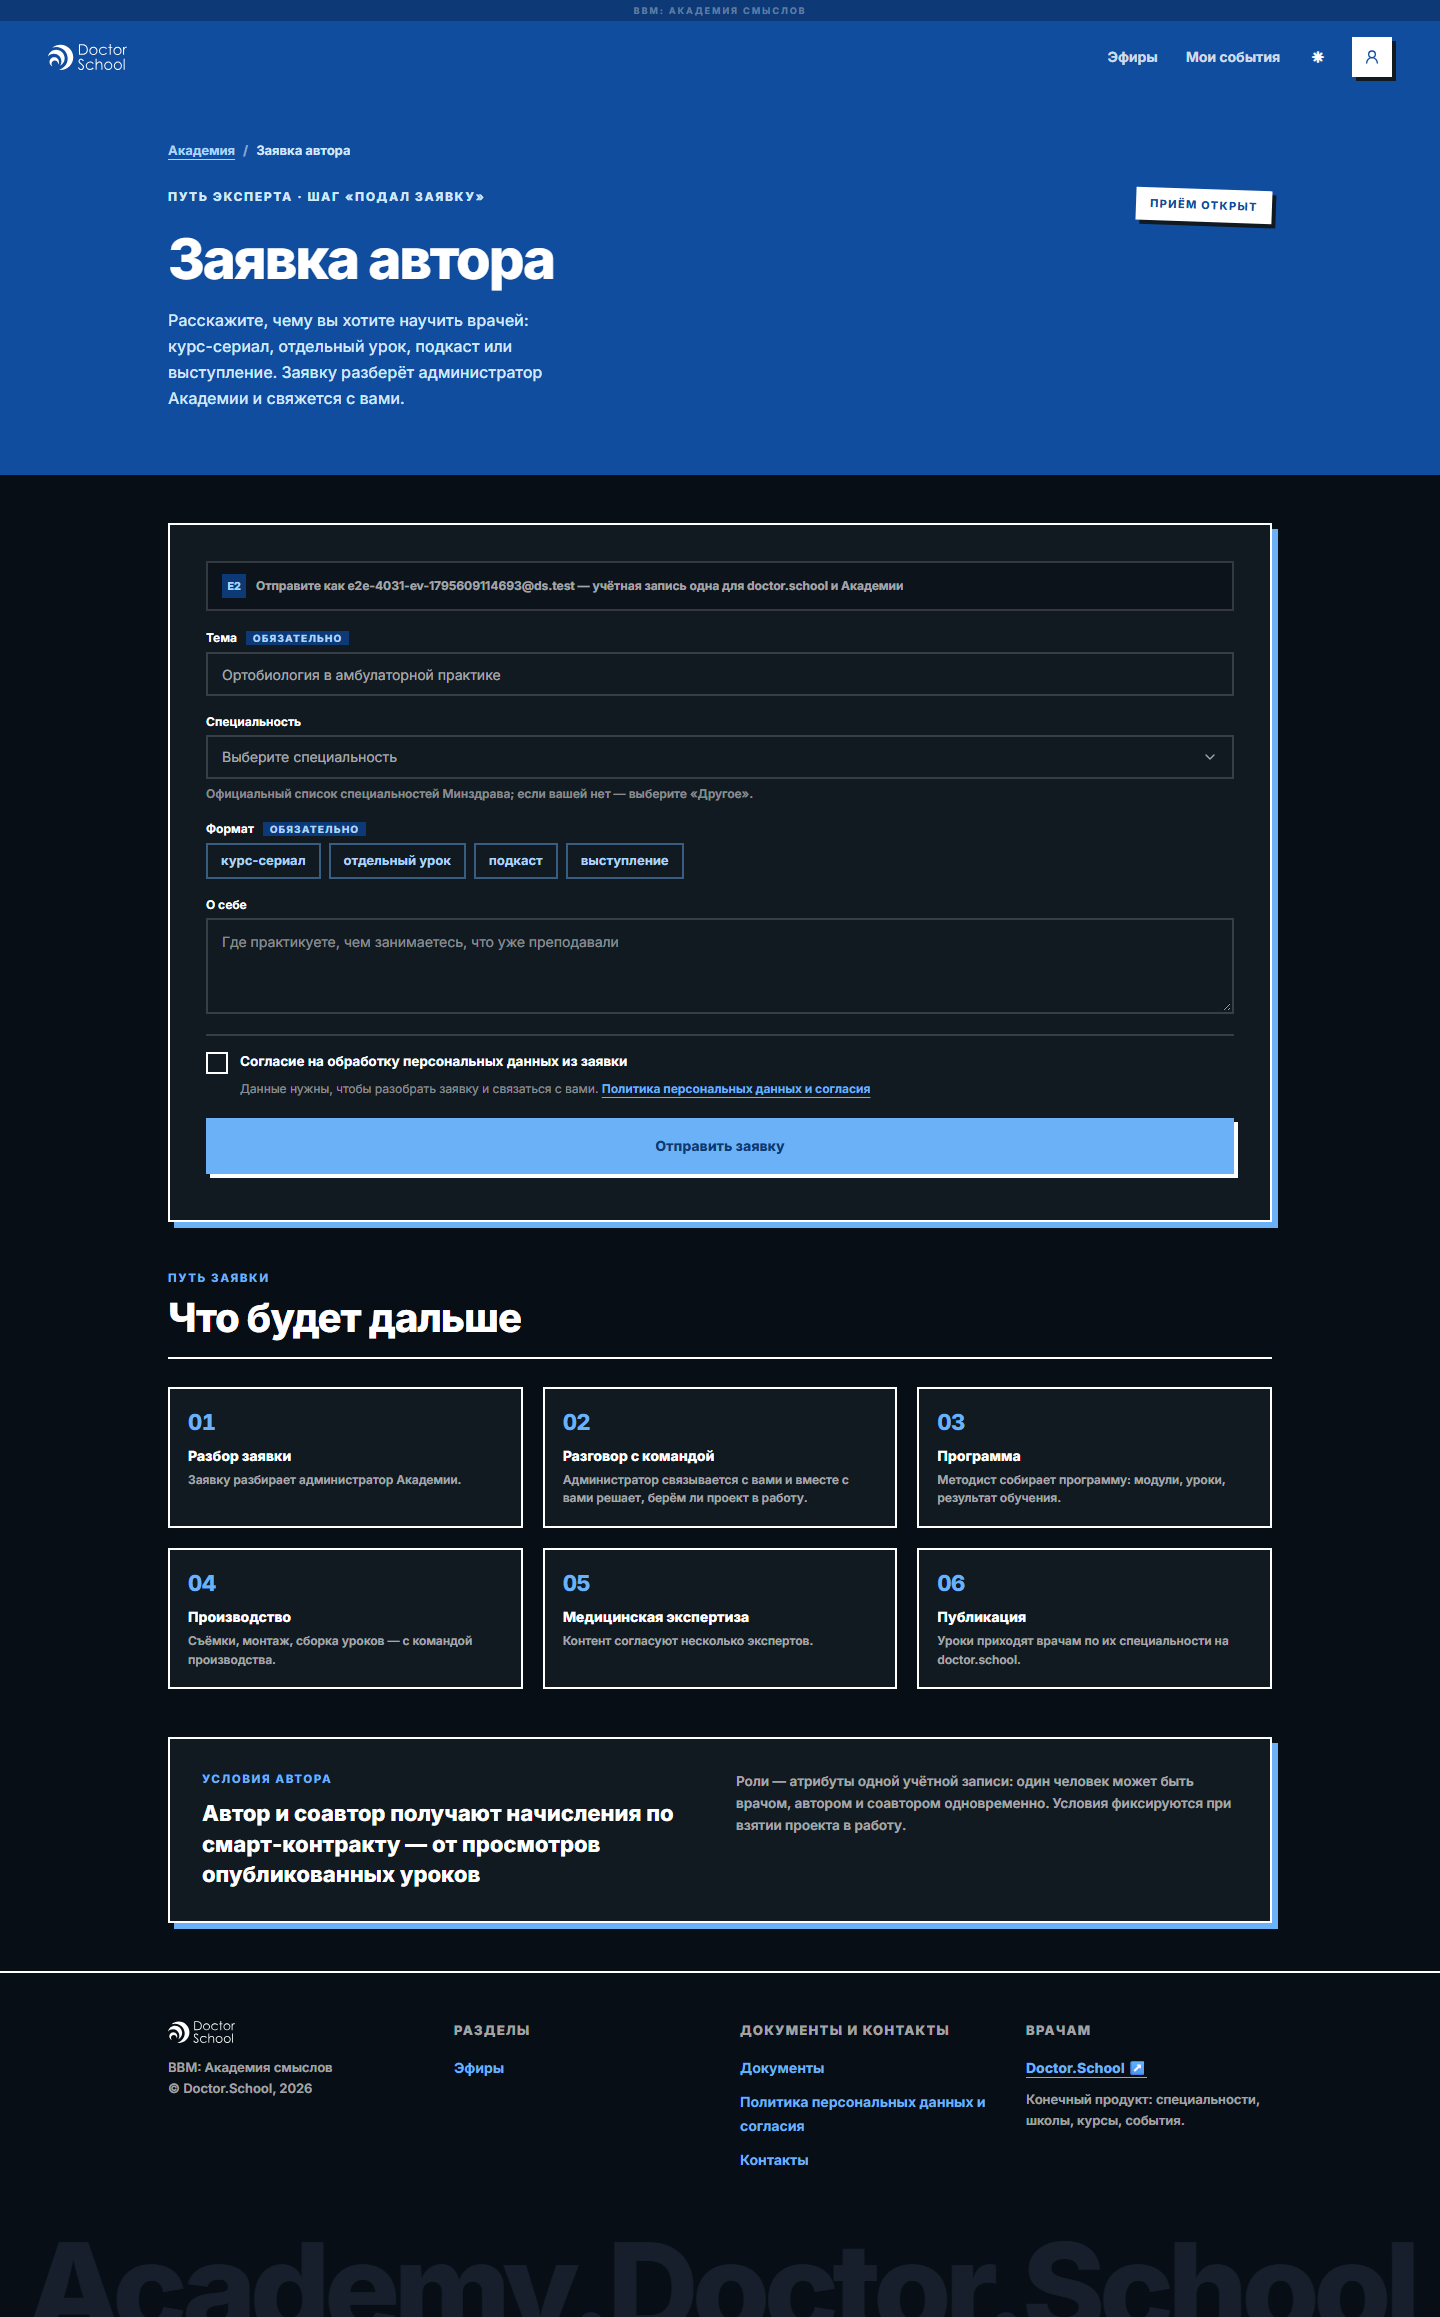 ВВМ: АКАДЕМИЯ СМЫСЛОВ
Doctor
School
Эфиры
Мои события
Академия / Заявка автора
ПУТЬ ЭКСПЕРТА · ШАГ «ПОДАЛ ЗАЯВКУ»
ПРИЁМ ОТКРЫТ
Заявка автора
Расскажите, чему вы хотите научить врачей:
курс-сериал, отдельный урок, подкаст или
выступление. Заявку разберёт администратор
Академии и свяжется с вами.
E2 Отправите как e2e-4031-ev-1795609114693@ds.test — учётная запись одна для doctor.school и Академии
Тема ОБЯЗАТЕЛЬНО
Ортобиология в амбулаторной практике
Специальность
Выберите специальность
Официальный список специальностей Минздрава; если вашей нет — выберите «Другое».
Формат ОБЯЗАТЕЛЬНО
курс-сериал
отдельный урок
подкаст
выступление
О себе
Где практикуете, чем занимаетесь, что уже преподавали
Согласие на обработку персональных данных из заявки
Данные нужны, чтобы разобрать заявку и связаться с вами. Политика персональных данных и согласия
Отправить заявку
ПУТЬ ЗАЯВКИ
Что будет дальше
01
Разбор заявки
Заявку разбирает администратор Академии.
02
Разговор с командой
Администратор связывается с вами и вместе с
вами решает, берём ли проект в работу.
03
Программа
Методист собирает программу: модули, уроки,
результат обучения.
04
Производство
Съёмки, монтаж, сборка уроков — с командой
производства.
05
Медицинская экспертиза
Контент согласуют несколько экспертов.
06
Публикация
Уроки приходят врачам по их специальности на
doctor.school.
УСЛОВИЯ АВТОРА
Автор и соавтор получают начисления по
смарт-контракту — от просмотров
опубликованных уроков
Роли — атрибуты одной учётной записи: один человек может быть
врачом, автором и соавтором одновременно. Условия фиксируются при
взятии проекта в работу.
Doctor
School
ВВМ: Академия смыслов
© Doctor.School, 2026
РАЗДЕЛЫ
Эфиры
ДОКУМЕНТЫ И КОНТАКТЫ
Документы
Политика персональных данных и
согласия
Контакты
ВРАЧАМ
Doctor.School ↗
Конечный продукт: специальности,
школы, курсы, события.
Academy.Doctor.School